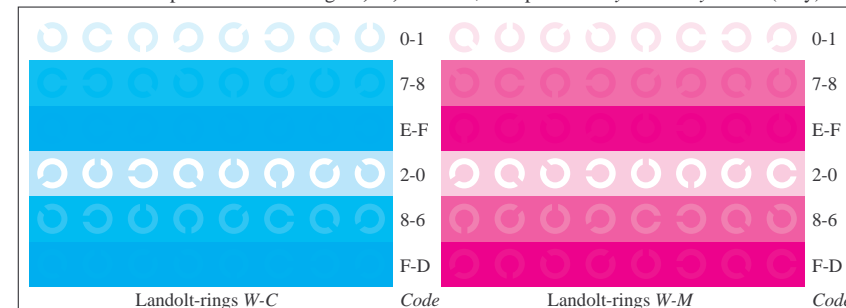 0-1 0-1
7-8 7-8
E-F E-F
2-0 2-0
8-6 8-6
F-D F-D
Landolt-rings W-C Code Landolt-rings W-M